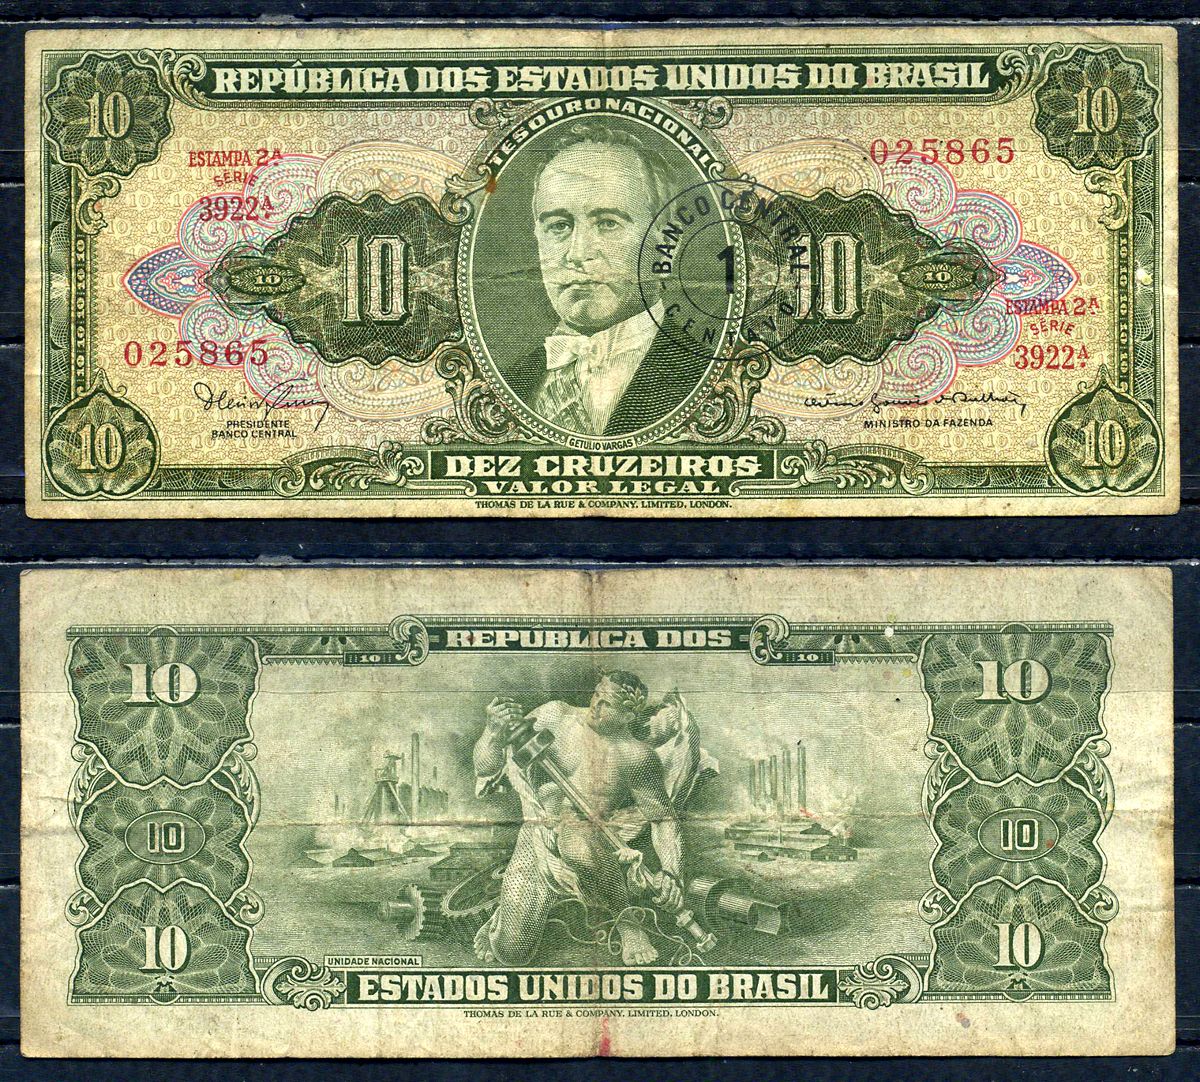 REPÚBLICA DOS ESTADOS UNIDOS DO BRASIL
10 10
TESOURO NACIONAL
ESTAMPA 2A
SÉRIE
3922A.
025865
BANCO CENTRAL
1
CENTAVO
10 10
10 10
ESTAMPA 2A
SÉRIE
3922A.
025865
PRESIDENTE
BANCO CENTRAL
MINISTRO DA FAZENDA
GETULIO VARGAS
10 10
DEZ CRUZEIROS
VALOR LEGAL
THOMAS DE LA RUE & COMPANY, LIMITED, LONDON.
REPÚBLICA DOS
10 10
10 10
10 10
10 10
UNIDADE NACIONAL
ESTADOS UNIDOS DO BRASIL
THOMAS DE LA RUE & COMPANY, LIMITED, LONDON.